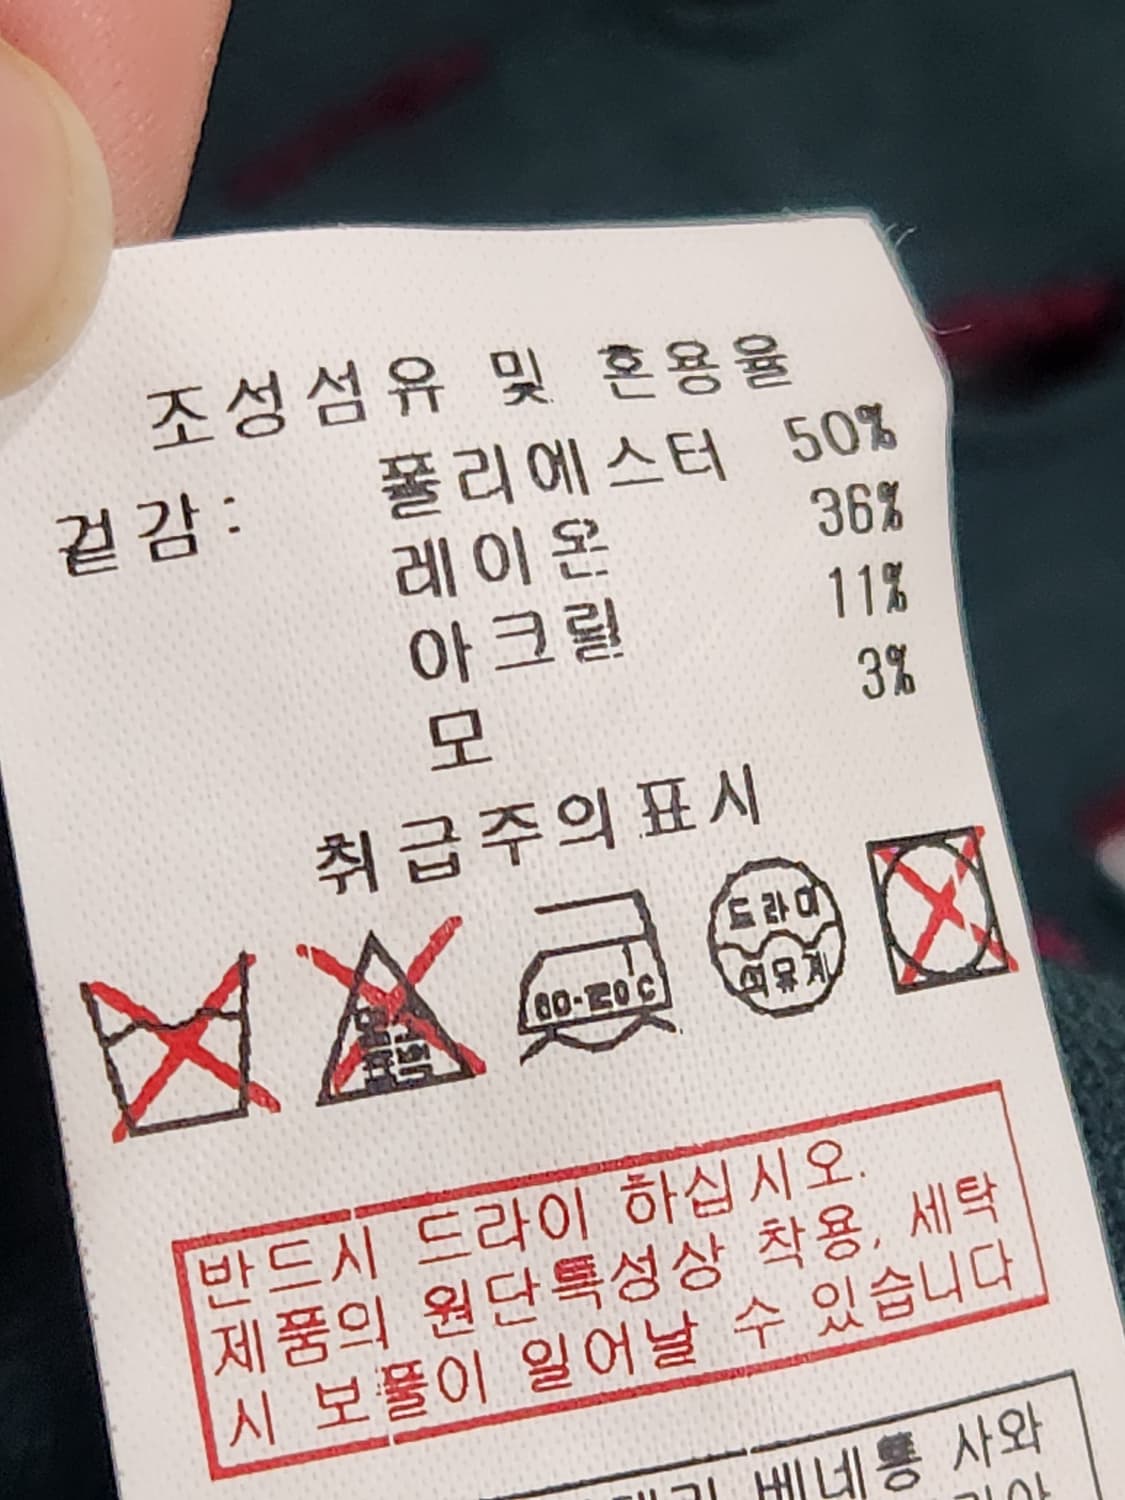 조성섬유 및 혼용율
겉감: 폴리에스터 50%
레이온 36%
아크릴 11%
모 3%
취급주의표시
드라이
석유계
반드시 드라이 하십시오.
제품의 원단특성상 착용, 세탁
시 보풀이 일어날 수 있습니다
베네통 사와